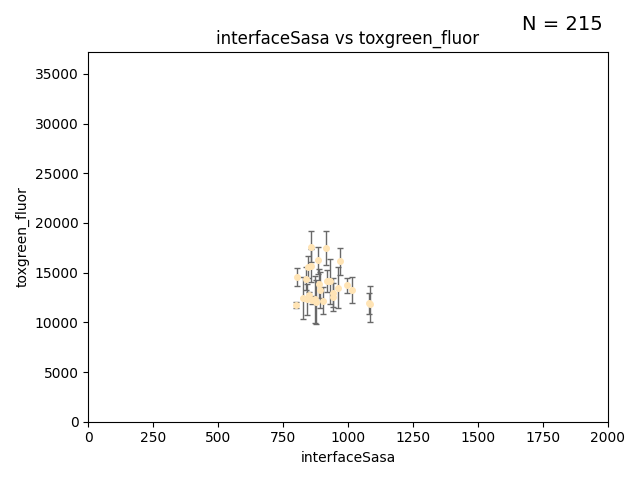 N = 215
interfaceSasa vs toxgreen_fluor
35000
30000
25000
20000
15000
10000
5000
0
toxgreen_fluor
0 250 500 750 1000 1250 1500 1750 2000
interfaceSasa